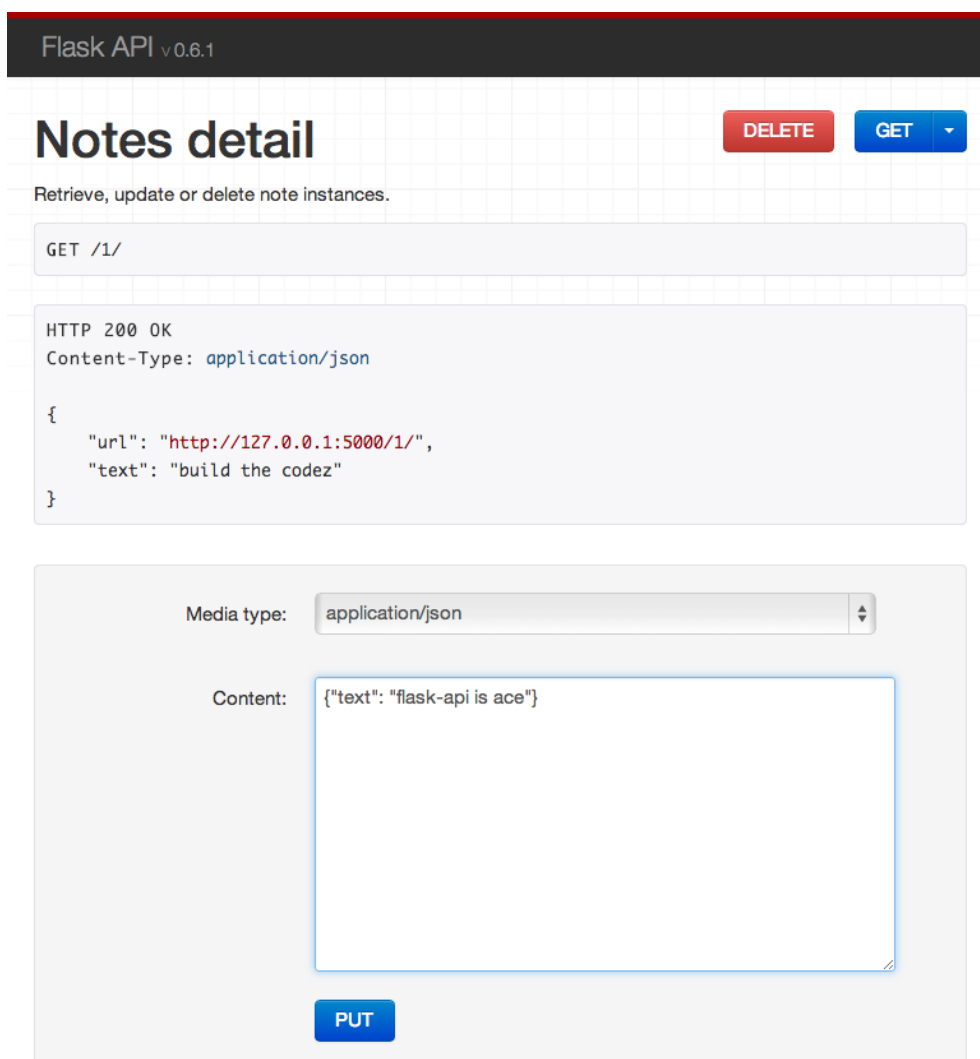 Flask API v 0.6.1
Notes detail
DELETE
GET
Retrieve, update or delete note instances.
GET /1/
HTTP 200 OK
Content-Type: application/json
{
"url": "http://127.0.0.1:5000/1/",
"text": "build the codez"
}
Media type: application/json
Content: {"text": "flask-api is ace"}
PUT